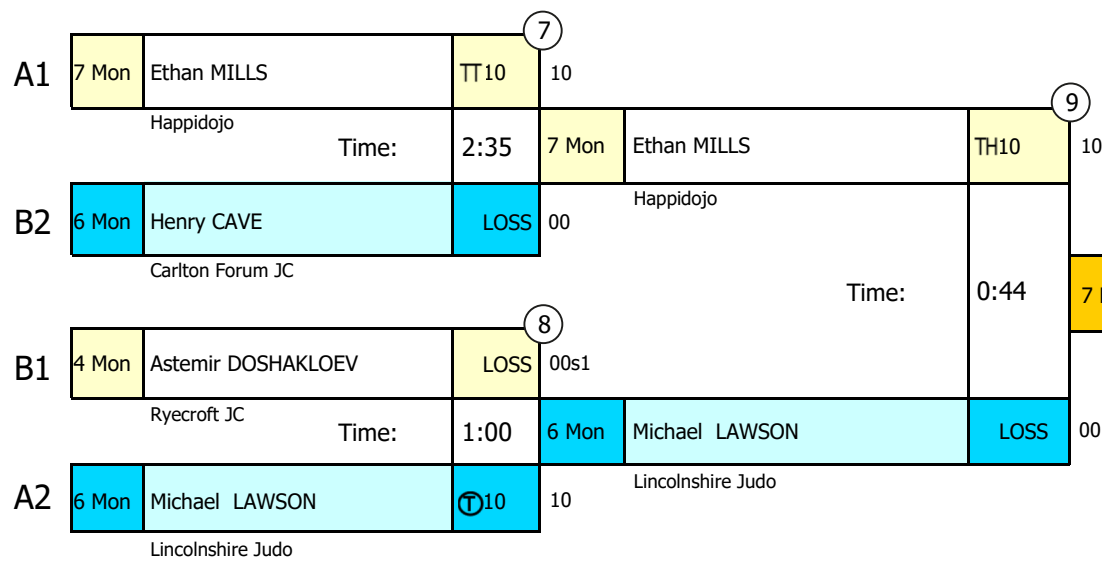 7
A1 7 Mon Ethan MILLS TT10 10
9
Happidojo
Time: 2:35 7 Mon Ethan MILLS TH10 10
Happidojo
B2 6 Mon Henry CAVE LOSS 00
Carlton Forum JC
Time: 0:44 7
8
B1 4 Mon Astemir DOSHAKLOEV LOSS 00s1
Ryecroft JC
Time: 1:00 6 Mon Michael LAWSON LOSS 00
Lincolnshire Judo
A2 6 Mon Michael LAWSON Ⓣ10 10
Lincolnshire Judo